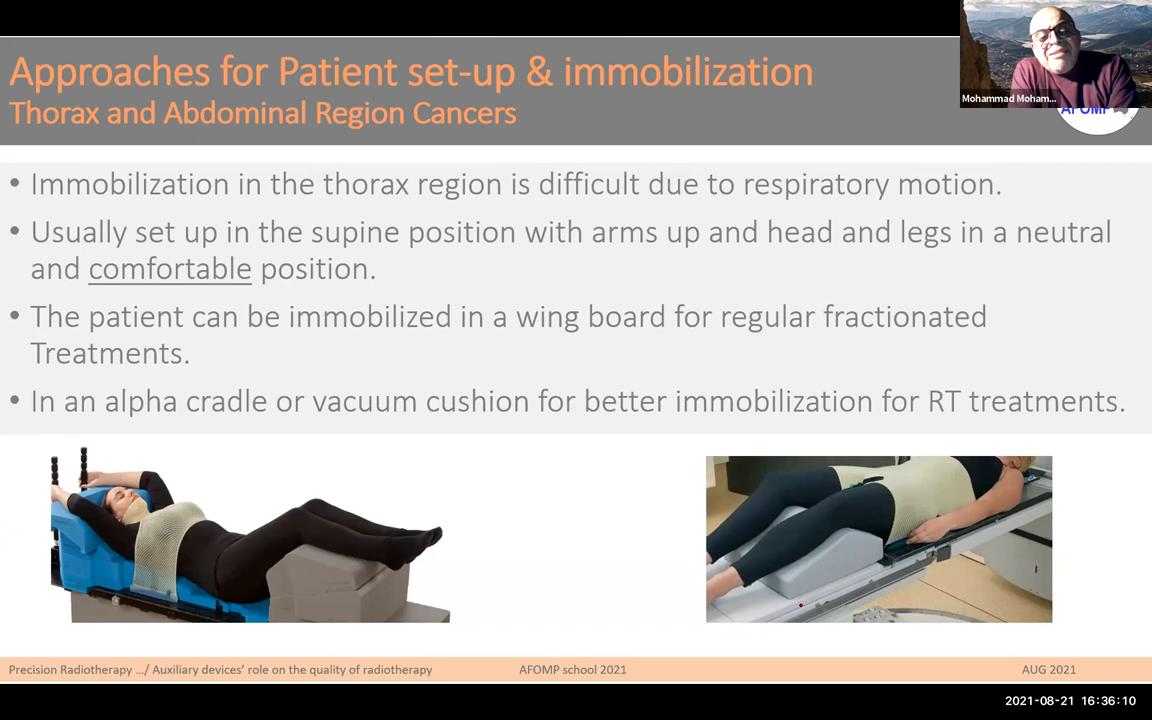 Approaches for Patient set-up & immobilization
Thorax and Abdominal Region Cancers
Mohammad Moham...
AFOMP
• Immobilization in the thorax region is difficult due to respiratory motion.
• Usually set up in the supine position with arms up and head and legs in a neutral
and comfortable position.
• The patient can be immobilized in a wing board for regular fractionated
Treatments.
• In an alpha cradle or vacuum cushion for better immobilization for RT treatments.
Precision Radiotherapy .../ Auxiliary devices' role on the quality of radiotherapy
AFOMP school 2021
AUG 2021
2021-08-21 16:36:10